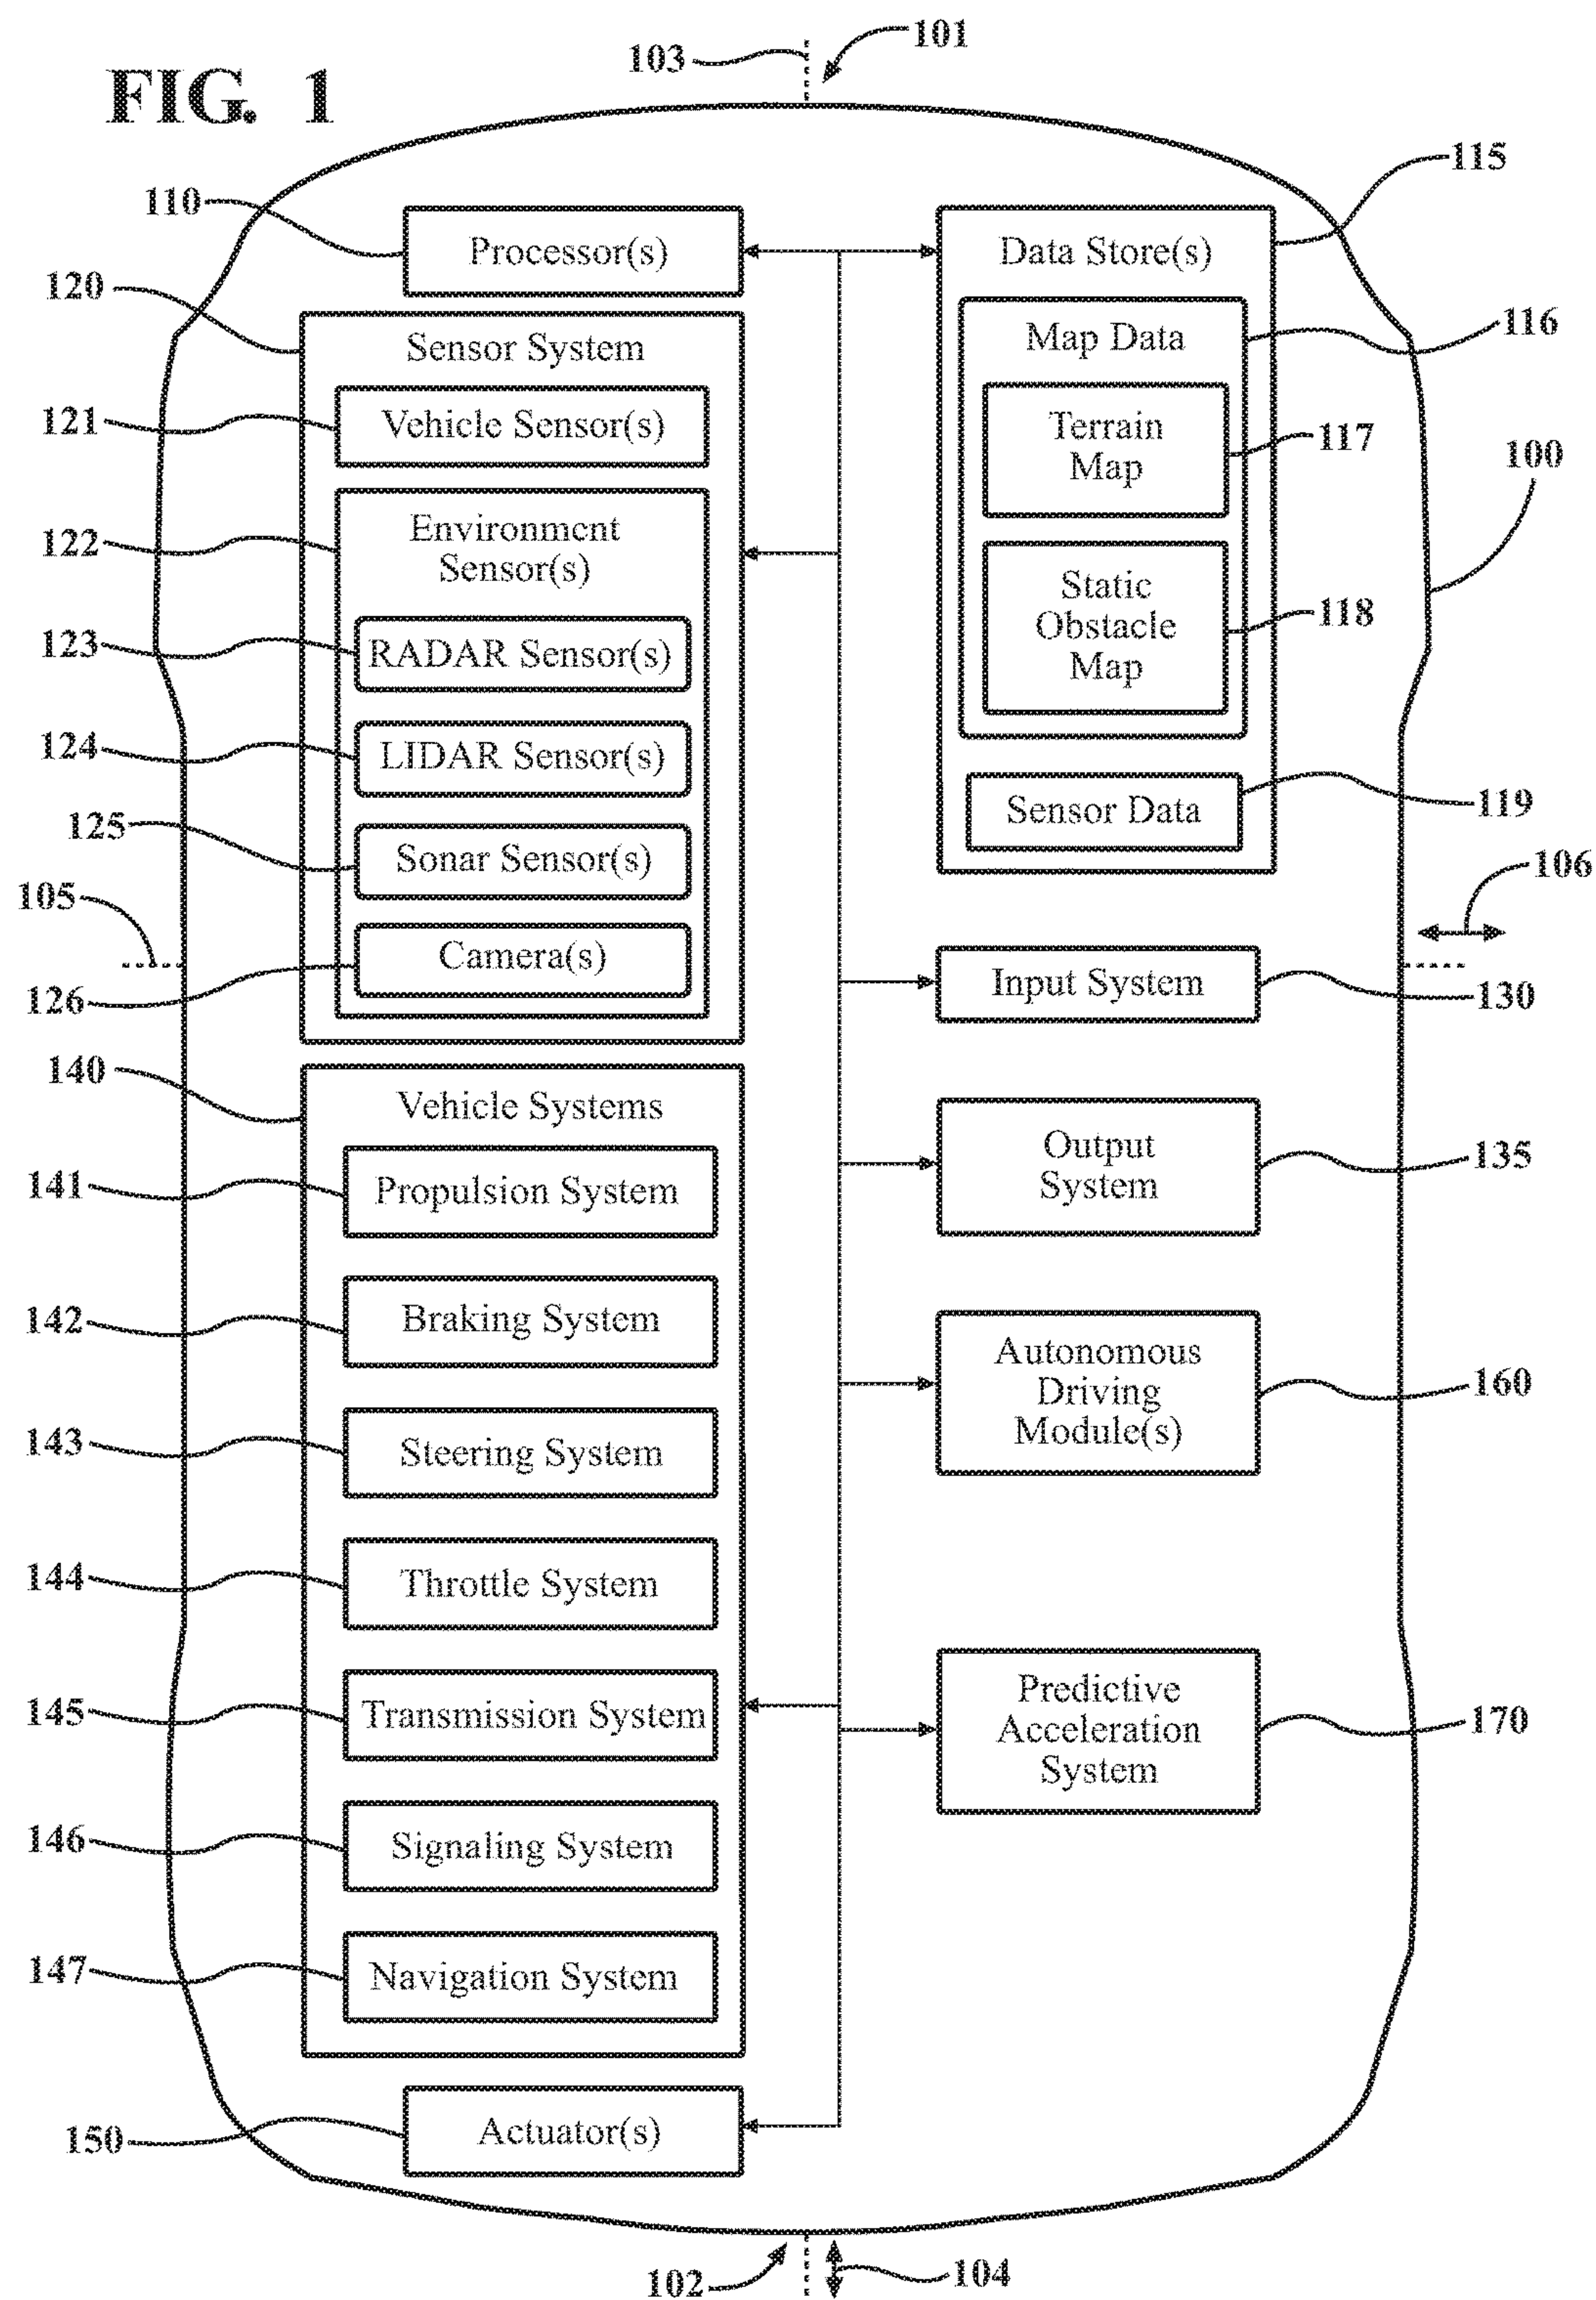 FIG. 1
103
101
110
Processor(s)
115
Data Store(s)
120
Sensor System
116
Map Data
121
Vehicle Sensor(s)
117
Terrain
Map
100
122
Environment
Sensor(s)
118
Static
Obstacle
Map
123
RADAR Sensor(s)
124
LIDAR Sensor(s)
119
Sensor Data
125
Sonar Sensor(s)
105
106
126
Camera(s)
Input System
130
140
Vehicle Systems
Output
System
135
141
Propulsion System
142
Braking System
Autonomous
Driving
Module(s)
160
143
Steering System
144
Throttle System
145
Transmission System
Predictive
Acceleration
System
170
146
Signaling System
147
Navigation System
150
Actuator(s)
102
104